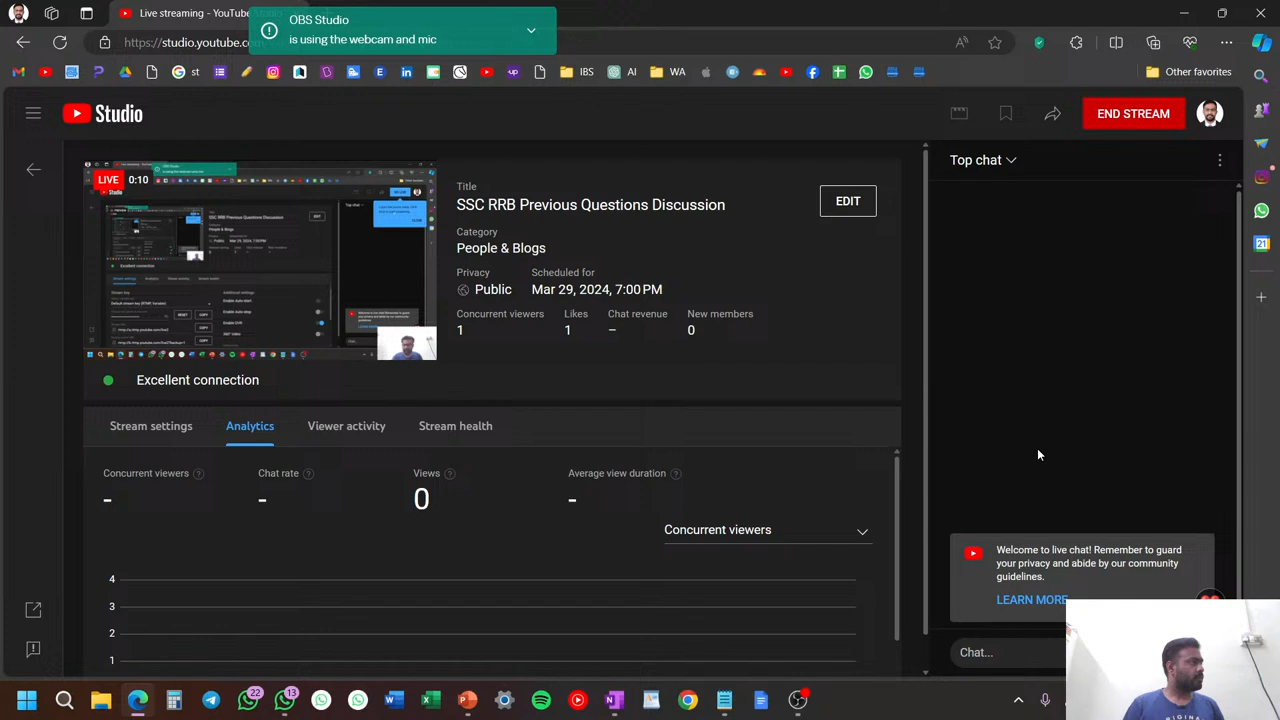 Live streaming - YouTube Studio
OBS Studio
is using the webcam and mic
https://studio.youtube.com
st
IBS
AI
WA
Other favorites
Studio
END STREAM
LIVE
0:10
Title
SSC RRB Previous Questions Discussion
EDIT
Category
People & Blogs
Privacy
Scheduled for
Public
Mar 29, 2024, 7:00 PM
Concurrent viewers
Likes
Chat revenue
New members
1
1
–
0
Excellent connection
Top chat
Stream settings
Analytics
Viewer activity
Stream health
Concurrent viewers
Chat rate
Views
Average view duration
-
-
0
-
Concurrent viewers
4
3
2
1
Welcome to live chat! Remember to guard
your privacy and abide by our community
guidelines.
LEARN MORE
Chat...
22
13